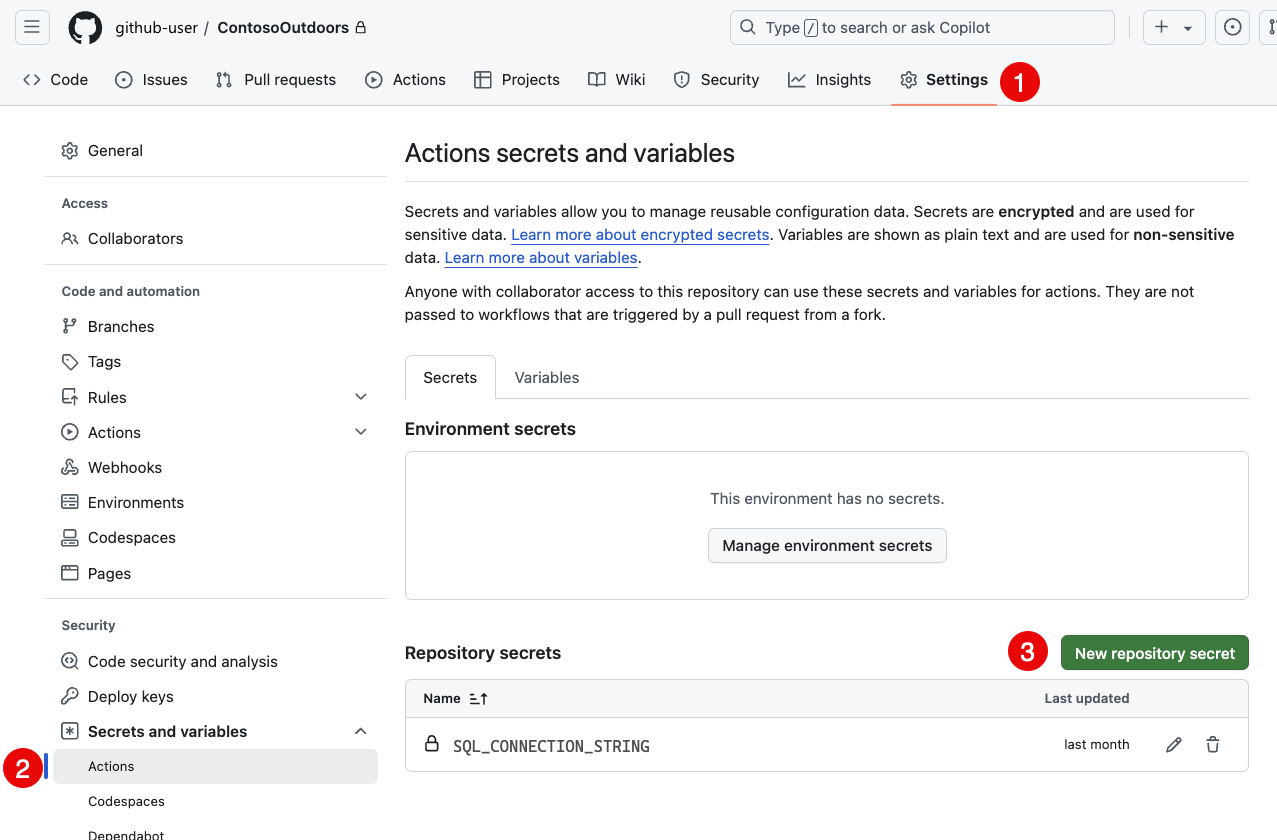 github-user / ContosoOutdoors
Type / to search or ask Copilot
Code
Issues
Pull requests
Actions
Projects
Wiki
Security
Insights
Settings
1
General
Access
Collaborators
Code and automation
Branches
Tags
Rules
Actions
Webhooks
Environments
Codespaces
Pages
Security
Code security and analysis
Deploy keys
Secrets and variables
2
Actions
Codespaces
Dependabot
Actions secrets and variables
Secrets and variables allow you to manage reusable configuration data. Secrets are encrypted and are used for
sensitive data. Learn more about encrypted secrets. Variables are shown as plain text and are used for non-sensitive
data. Learn more about variables.
Anyone with collaborator access to this repository can use these secrets and variables for actions. They are not
passed to workflows that are triggered by a pull request from a fork.
Secrets
Variables
Environment secrets
This environment has no secrets.
Manage environment secrets
Repository secrets
3
New repository secret
Name
Last updated
SQL_CONNECTION_STRING
last month